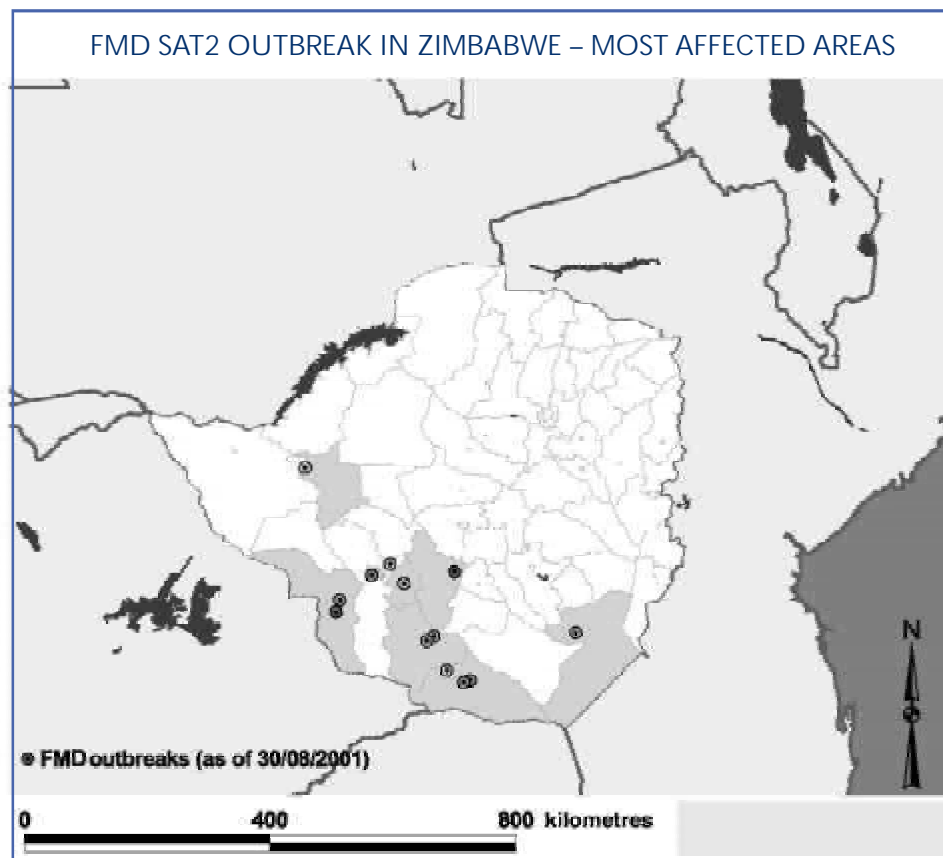 FMD SAT2 OUTBREAK IN ZIMBABWE – MOST AFFECTED AREAS
N
FMD outbreaks (as of 30/08/2001)
0 400 800 kilometres